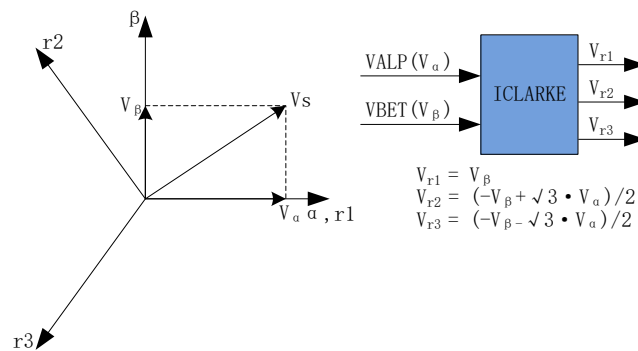 β
r2
Vβ
Vs
Vα α,r1
r3
VALP(Vα)
VBET(Vβ)
ICLARKE
Vr1
Vr2
Vr3
Vr1 = Vβ
Vr2 = (-Vβ+ √3 • Vα)/2
Vr3 = (-Vβ- √3 • Vα)/2